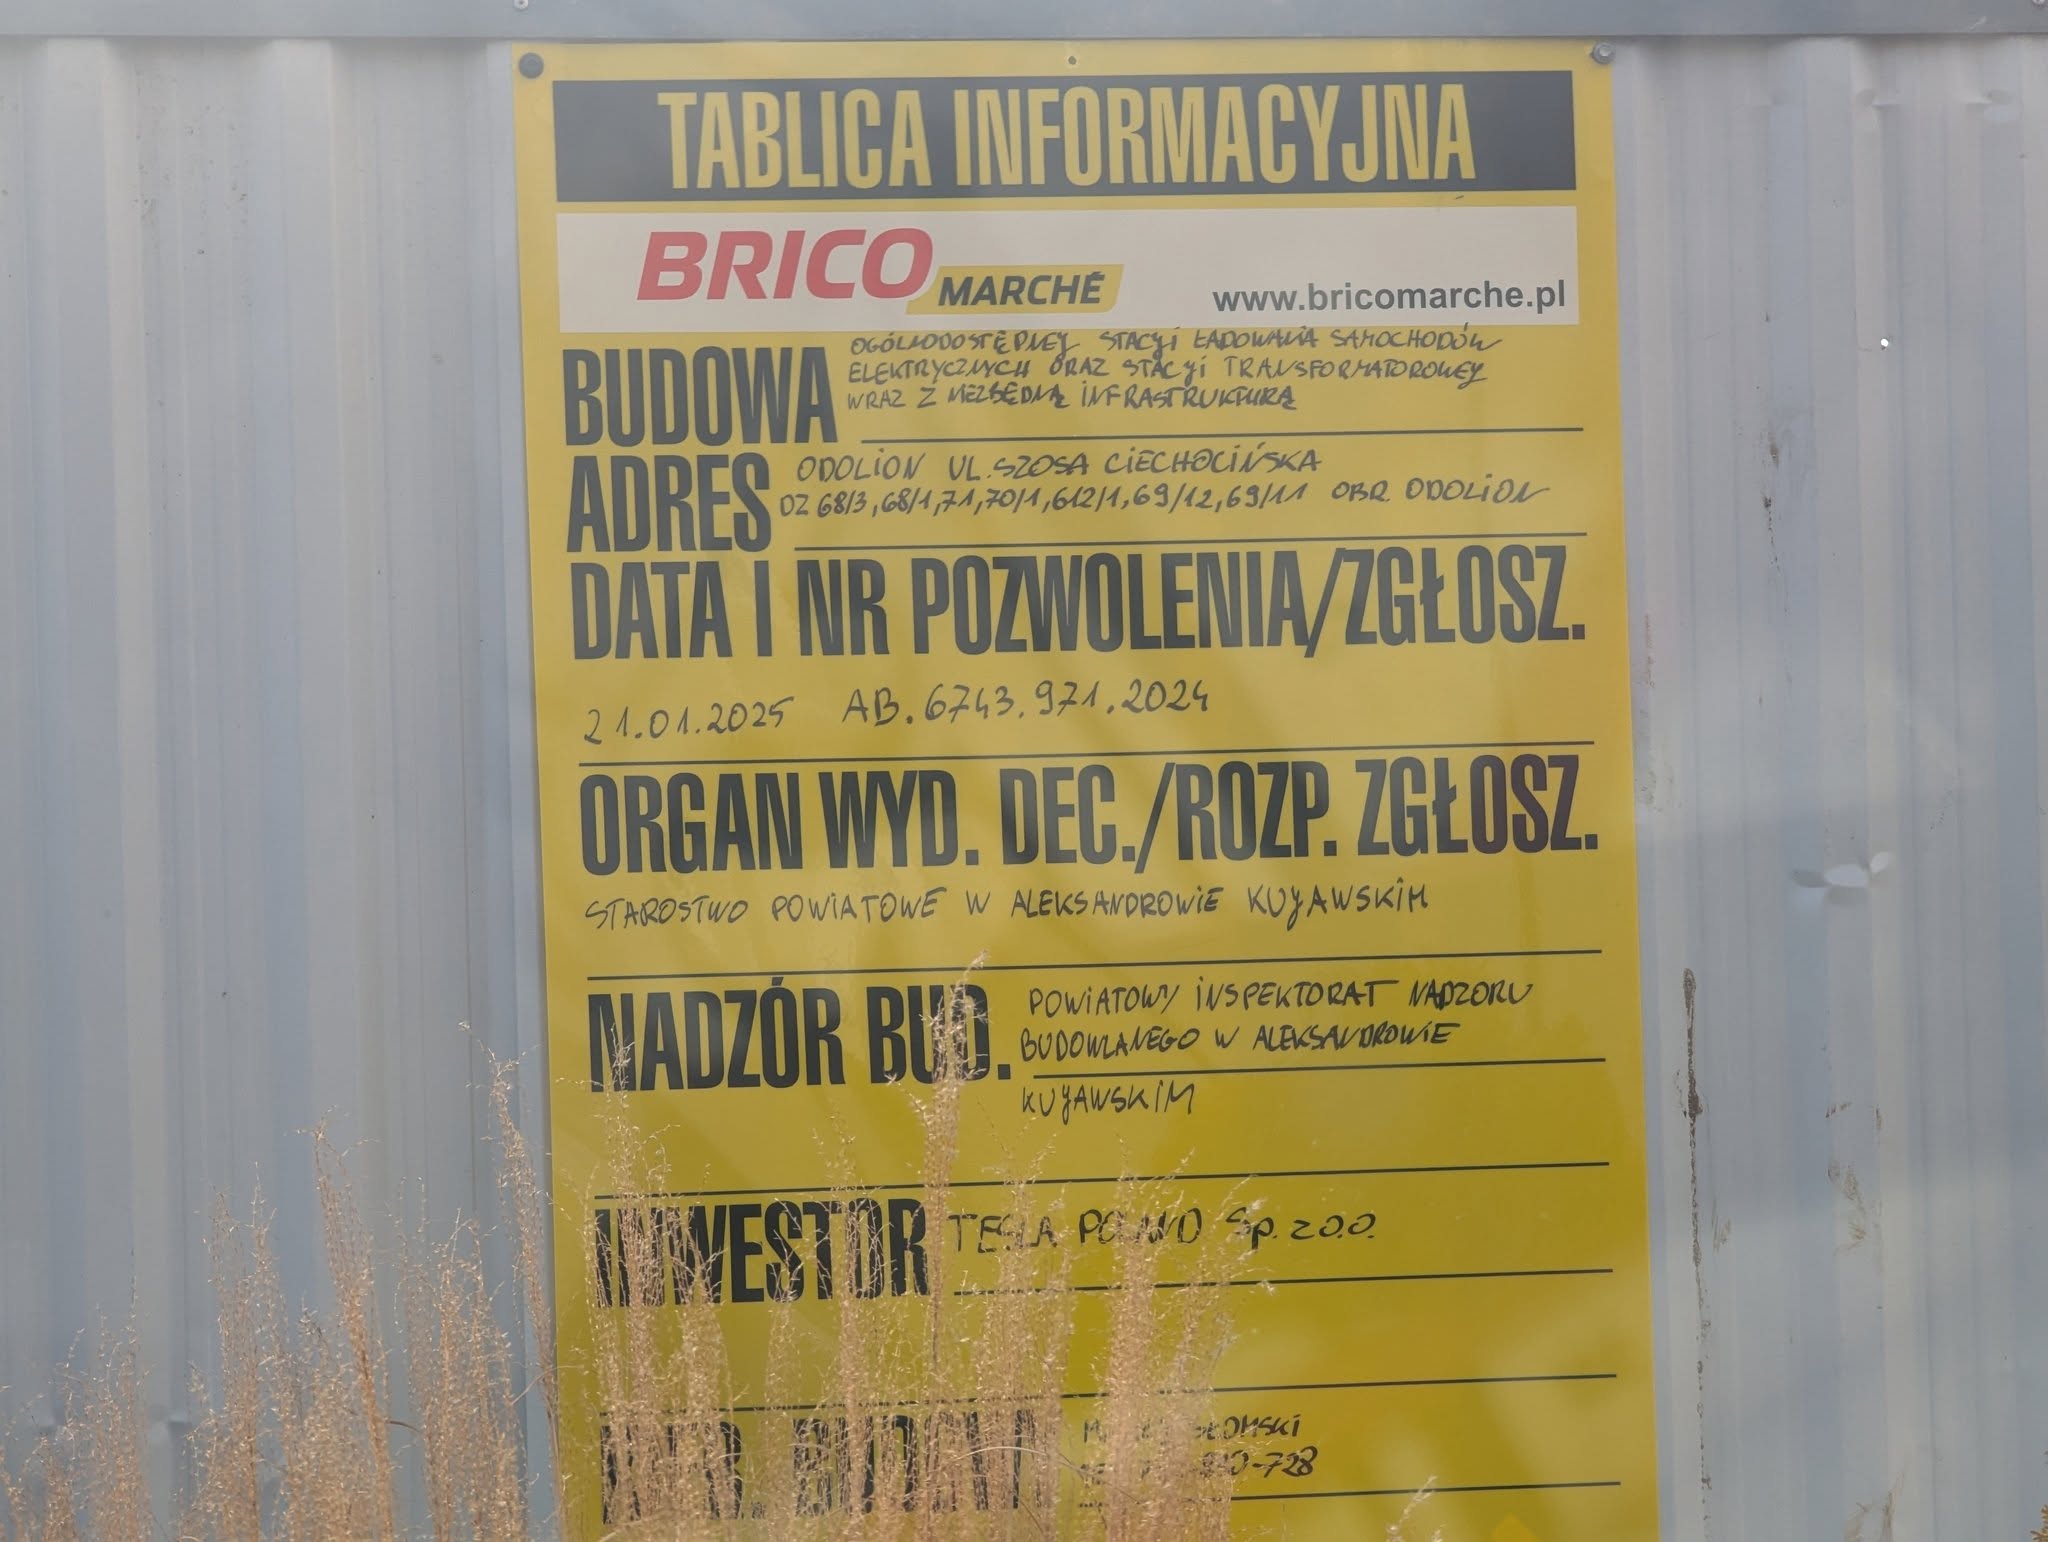 TABLICA INFORMACYJNA
BRICO MARCHÉ www.bricomarche.pl
BUDOWA OGÓLNODOSTĘPNEJ STACJI ŁADOWANIA SAMOCHODÓW
ELEKTRYCZNYCH ORAZ STACJI TRANSFORMATOROWEJ
WRAZ Z NIEZBĘDNĄ INFRASTRUKTURĄ
ADRES ODOLION UL. SZOSA CIECHOCIŃSKA
DZ 68/3, 68/1, 71, 70/1, 612/1, 69/12, 69/11 OBR. ODOLION
DATA I NR POZWOLENIA/ZGŁOSZ.
21.01.2025 AB.6743.971.2024
ORGAN WYD. DEC./ROZP. ZGŁOSZ.
STAROSTWO POWIATOWE W ALEKSANDROWIE KUJAWSKIM
NADZÓR BUD. POWIATOWY INSPEKTORAT NADZORU
BUDOWLANEGO W ALEKSANDROWIE
KUJAWSKIM
INWESTOR TESLA POLAND Sp. z o.o.
BUDOWY